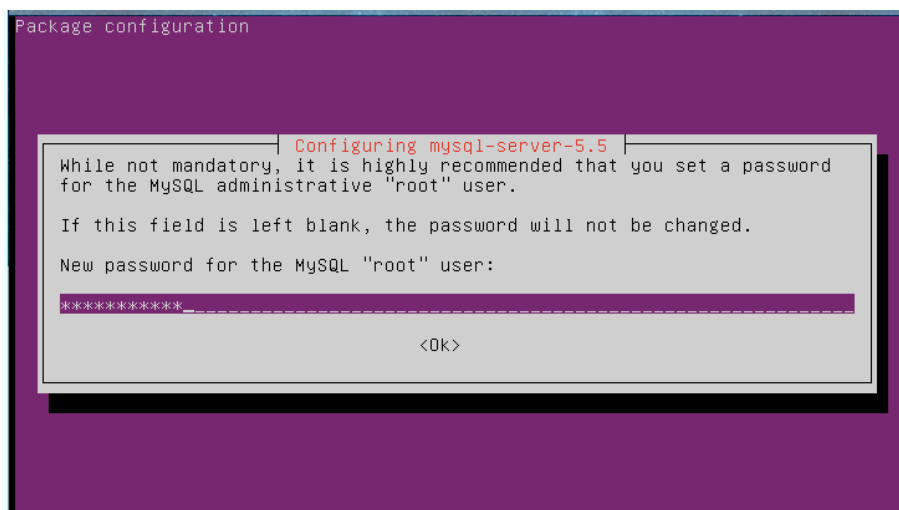 Package configuration
Configuring mysql-server-5.5
While not mandatory, it is highly recommended that you set a password
for the MySQL administrative "root" user.
If this field is left blank, the password will not be changed.
New password for the MySQL "root" user:
***********_
<Ok>